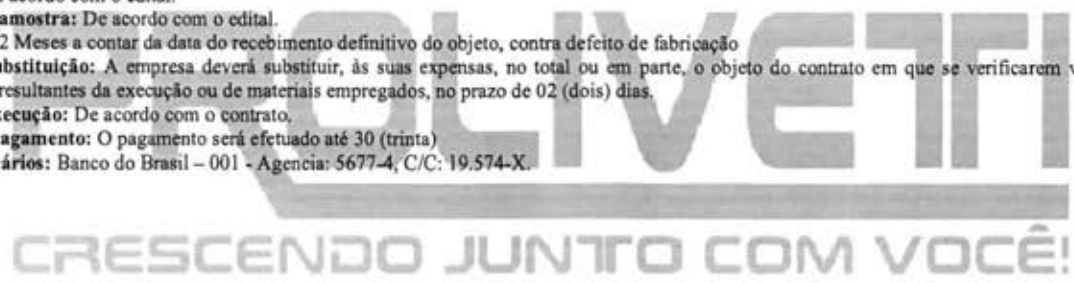 amostra: De acordo com o edital.
2 Meses a contar da data do recebimento definitivo do objeto, contra defeito de fabricação
bstituição: A empresa deverá substituir, às suas expensas, no total ou em parte, o objeto do contrato em que se verificarem v
resultantes da execução ou de materiais empregados, no prazo de 02 (dois) dias.
ecução: De acordo com o contrato.
agamento: O pagamento será efetuado até 30 (trinta)
ários: Banco do Brasil – 001 - Agencia: 5677-4, C/C: 19.574-X.
PROLIVETTI
CRESCENDO JUNTO COM VOCÊ!